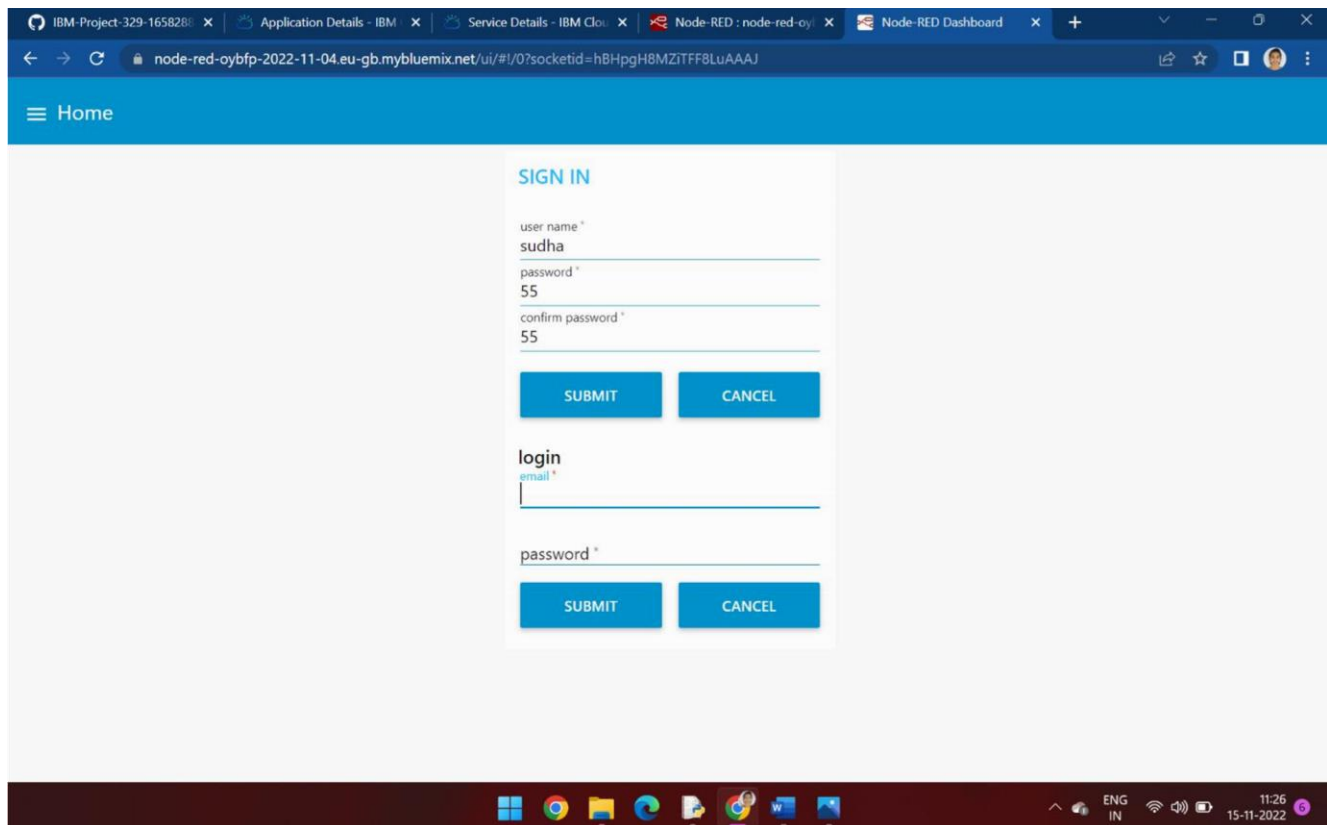 IBM-Project-329-1658288
Application Details - IBM
Service Details - IBM Clou
Node-RED : node-red-oyl
Node-RED Dashboard
node-red-oybfp-2022-11-04.eu-gb.mybluemix.net/ui/#!/0?socketid=hBHpgH8MZiTFF8LuAAAJ
Home
SIGN IN
user name *
sudha
password *
55
confirm password *
55
SUBMIT CANCEL
login
email *
password *
SUBMIT CANCEL
ENG
IN
11:26
15-11-2022
6